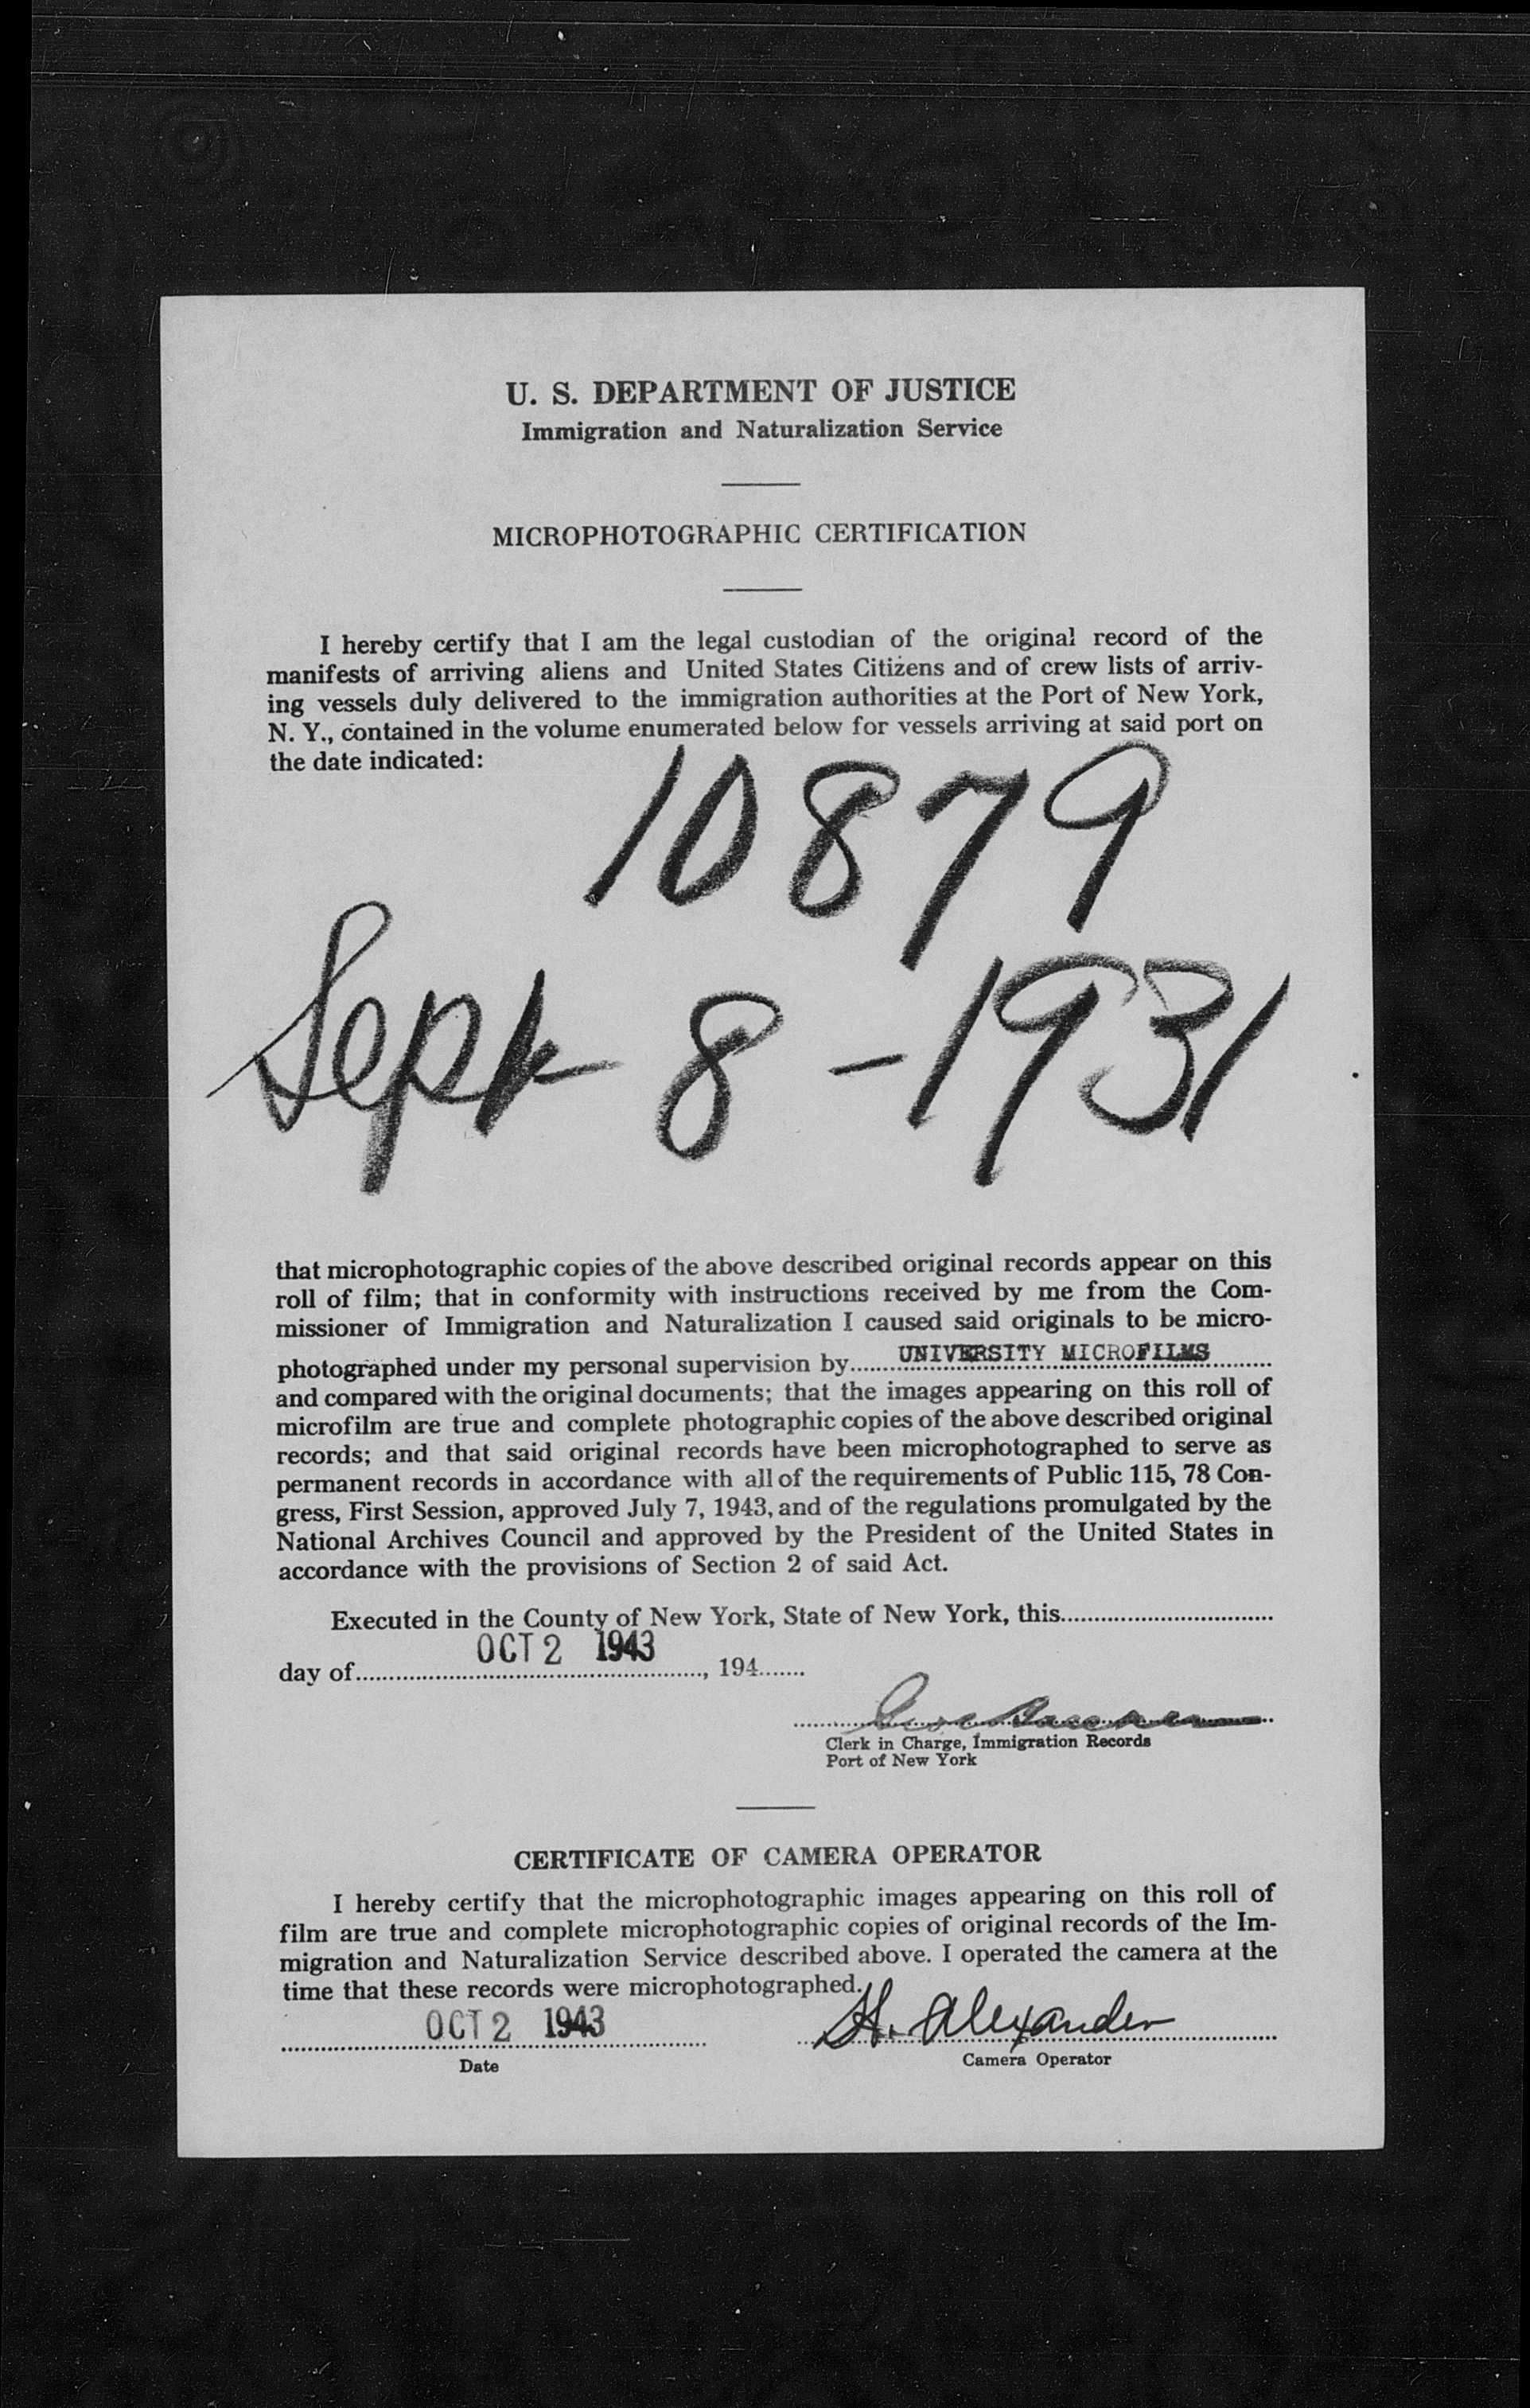 U. S. DEPARTMENT OF JUSTICE
Immigration and Naturalization Service
MICROPHOTOGRAPHIC CERTIFICATION
I hereby certify that I am the legal custodian of the original record of the
manifests of arriving aliens and United States Citizens and of crew lists of arriv-
ing vessels duly delivered to the immigration authorities at the Port of New York,
N. Y., contained in the volume enumerated below for vessels arriving at said port on
the date indicated:
10879
Sept 8 - 1931
that microphotographic copies of the above described original records appear on this
roll of film; that in conformity with instructions received by me from the Com-
missioner of Immigration and Naturalization I caused said originals to be micro-
photographed under my personal supervision by UNIVERSITY MICROFILMS
and compared with the original documents; that the images appearing on this roll of
microfilm are true and complete photographic copies of the above described original
records; and that said original records have been microphotographed to serve as
permanent records in accordance with all of the requirements of Public 115, 78 Con-
gress, First Session, approved July 7, 1943, and of the regulations promulgated by the
National Archives Council and approved by the President of the United States in
accordance with the provisions of Section 2 of said Act.
Executed in the County of New York, State of New York, this
day of OCT 2 1943, 194
Clerk in Charge, Immigration Records
Port of New York
CERTIFICATE OF CAMERA OPERATOR
I hereby certify that the microphotographic images appearing on this roll of
film are true and complete microphotographic copies of original records of the Im-
migration and Naturalization Service described above. I operated the camera at the
time that these records were microphotographed.
OCT 2 1943 H. Alexander
Date Camera Operator